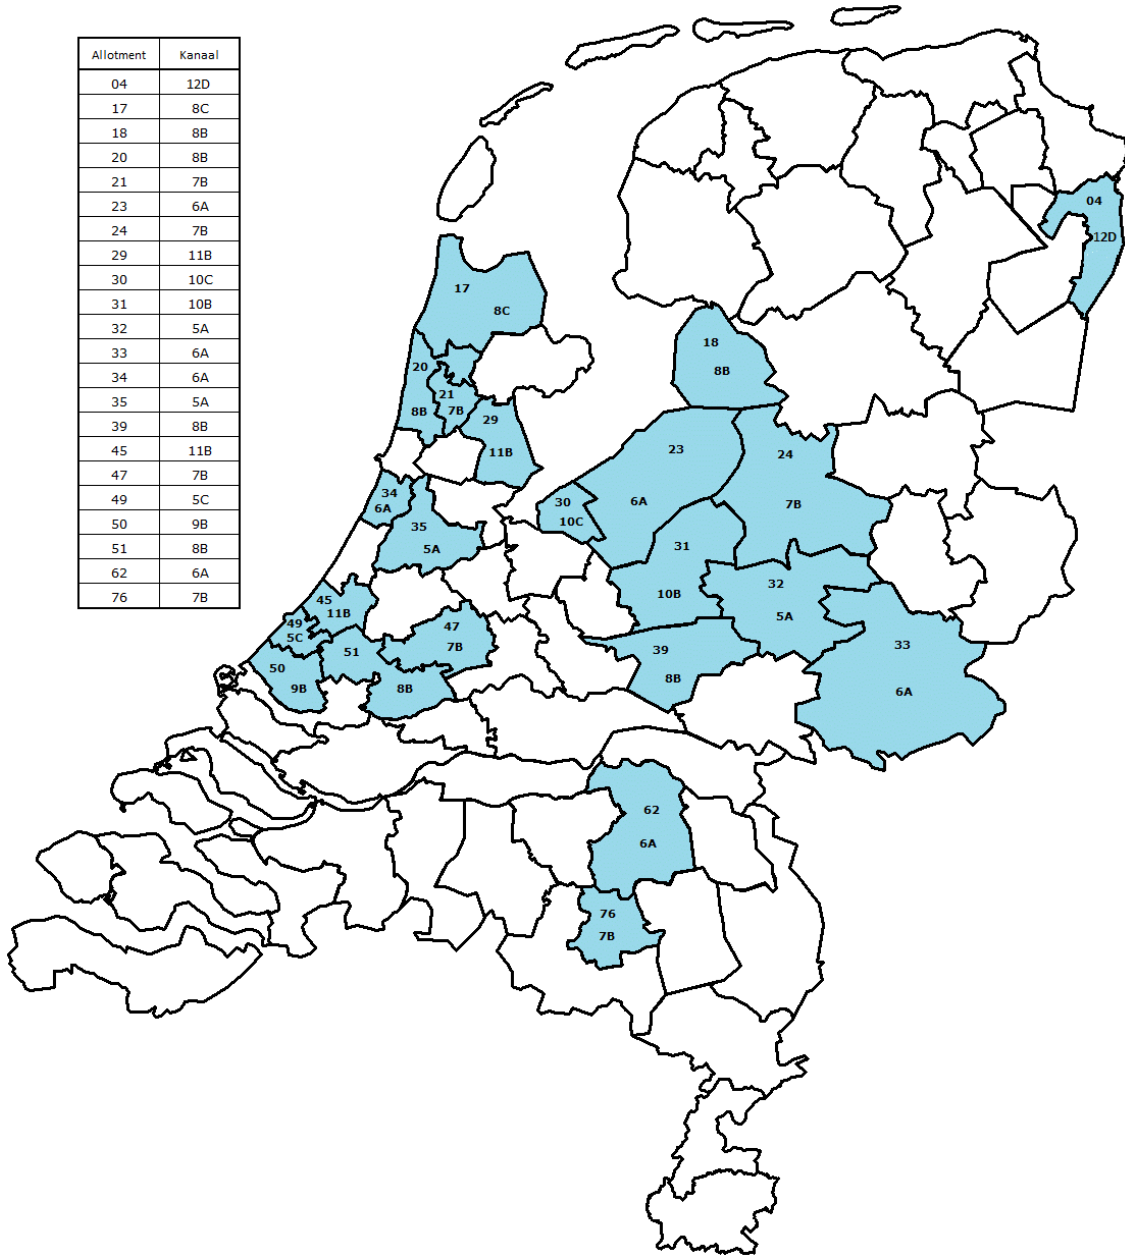 Allotment Kanaal
04 12D
17 8C
18 8B
20 8B
21 7B
23 6A
24 7B
29 11B
30 10C
31 10B
32 5A
33 6A
34 6A
35 5A
39 8B
45 11B
47 7B
49 5C
50 9B
51 8B
62 6A
76 7B
04
12D
17
8C
18
8B
20
8B
21
7B
29
11B
23
6A
24
7B
30
10C
34
6A
35
5A
31
10B
32
5A
33
6A
45
11B
49
5C
47
7B
39
8B
50
9B
51
8B
62
6A
76
7B